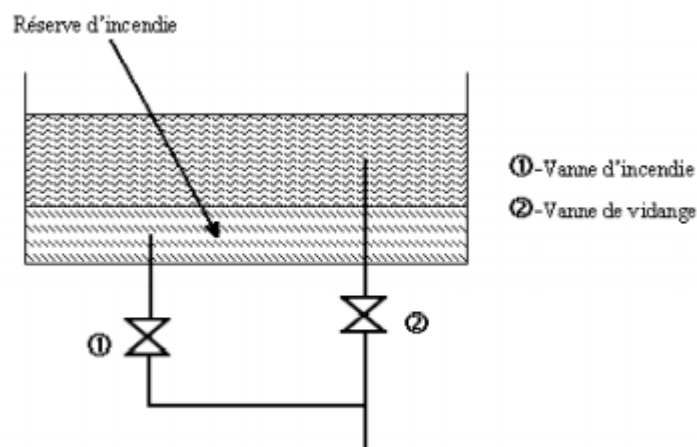 Réserve d'incendie
①-Vanne d'incendie
②-Vanne de vidange
①
②